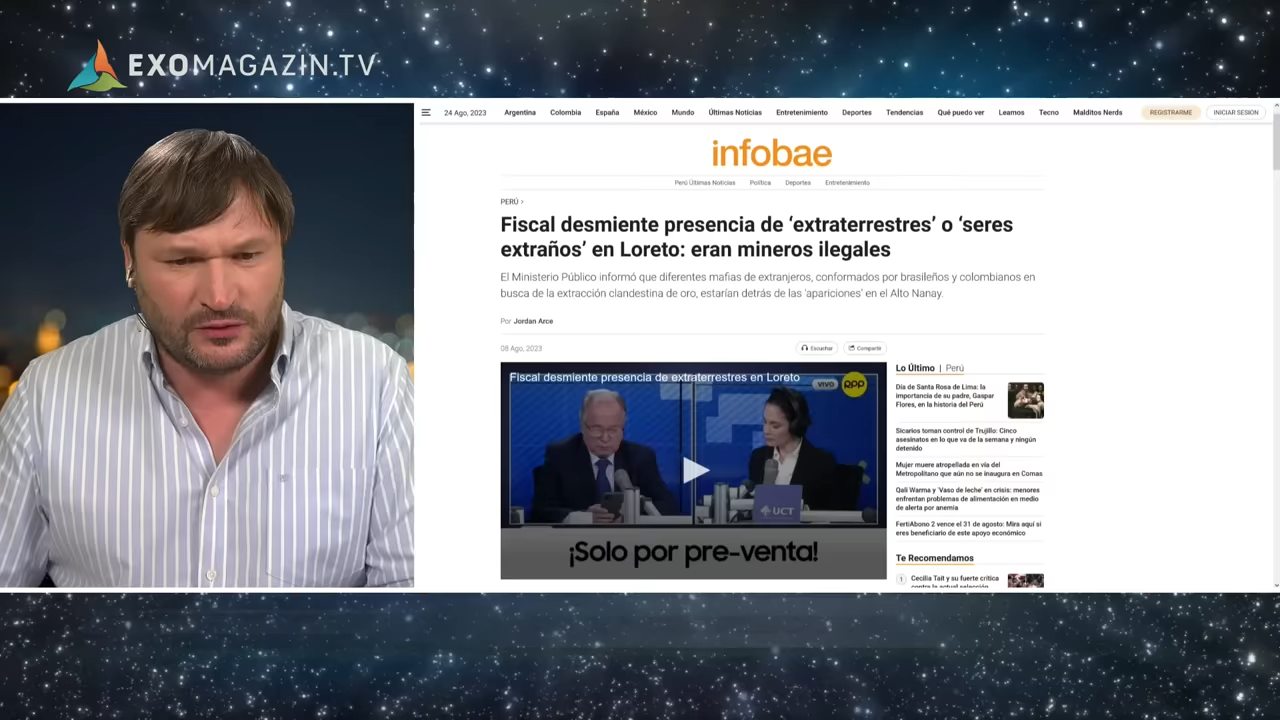 EXOMAGAZIN.TV
24 Ago, 2023
Argentina
Colombia
España
México
Mundo
Últimas Noticias
Entretenimiento
Deportes
Tendencias
Qué puedo ver
Leamos
Tecno
Malditos Nerds
REGISTRARME
INICIAR SESION
infobae
Perú Últimas Noticias
Política
Deportes
Entretenimiento
PERÚ >
Fiscal desmiente presencia de ‘extraterrestres’ o ‘seres
extraños’ en Loreto: eran mineros ilegales
El Ministerio Público informó que diferentes mafias de extranjeros, conformados por brasileños y colombianos en
busca de la extracción clandestina de oro, estarían detrás de las ‘apariciones’ en el Alto Nanay.
Por Jordan Arce
08 Ago, 2023
Escuchar
Compartir
Fiscal desmiente presencia de extraterrestres en Loreto
VIVO
RPP
UCT
¡Solo por pre-venta!
Lo Último | Perú
Día de Santa Rosa de Lima: la
importancia de su padre, Gaspar
Flores, en la historia del Perú
Sicarios toman control de Trujillo: Cinco
asesinatos en lo que va de la semana y ningún
detenido
Mujer muere atropellada en vía del
Metropolitano que aún no se inaugura en Comas
Qali Warma y ‘Vaso de leche’ en crisis: menores
enfrentan problemas de alimentación en medio
de alerta por anemia
FertiAbono 2 vence el 31 de agosto: Mira aquí si
eres beneficiario de este apoyo económico
Te Recomendamos
1
Cecilia Tait y su fuerte crítica
contra la actual selección